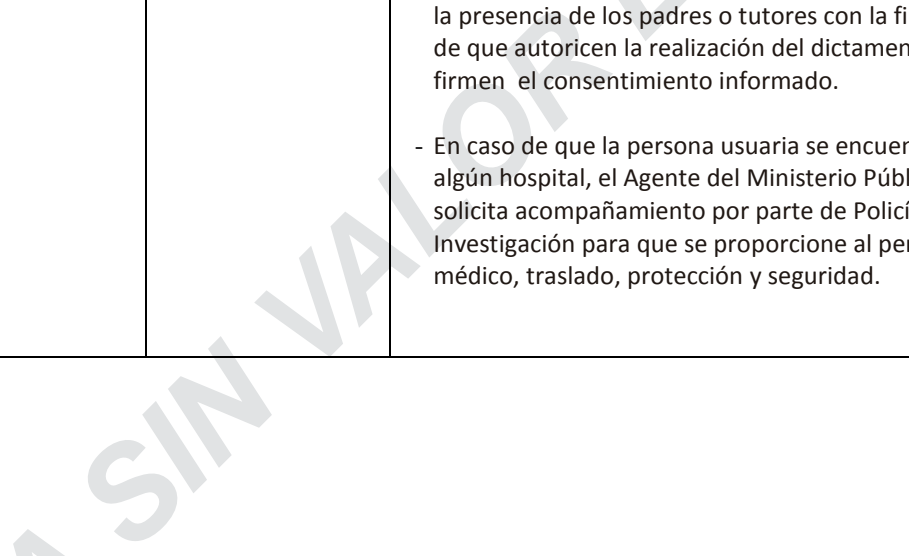 la presencia de los padres o tutores con la
de que autoricen la realización del dictamen
firmen el consentimiento informado.
- En caso de que la persona usuaria se
algún hospital, el Agente del Ministerio
solicita acompañamiento por parte de
Investigación para que se proporcione al
médico, traslado, protección y seguridad.
SIN VALOR